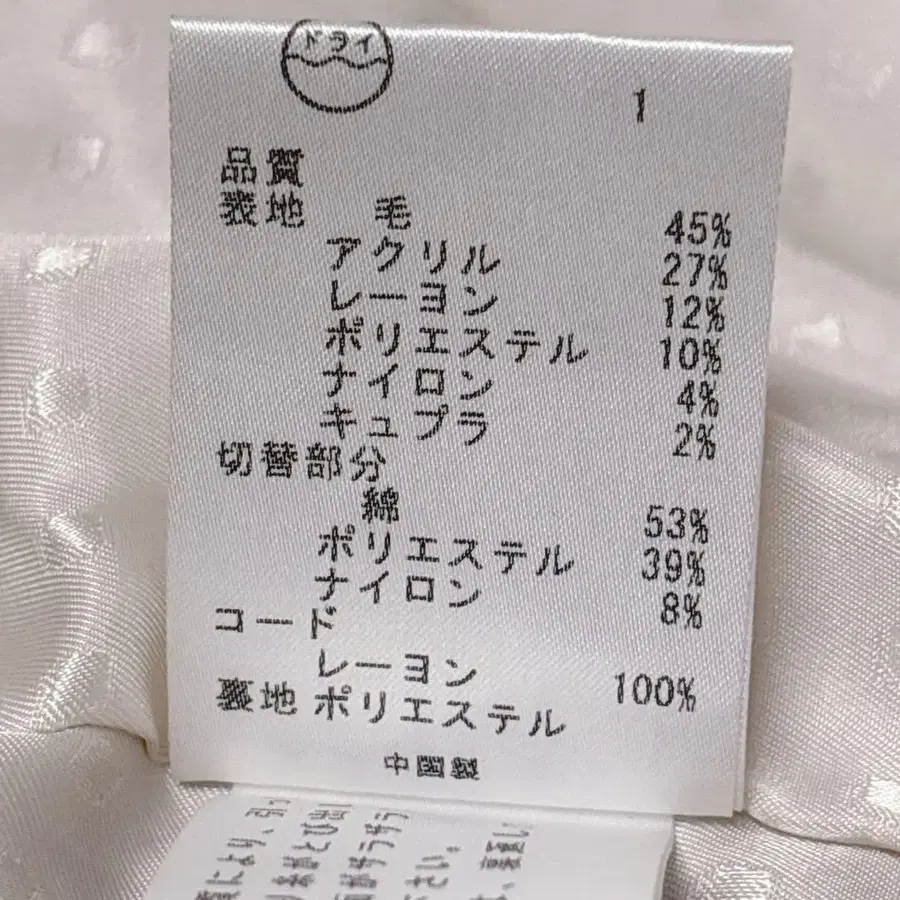 ドライ
1
品質
表地 毛 45%
アクリル 27%
レーヨン 12%
ポリエステル 10%
ナイロン 4%
キュプラ 2%
切替部分
綿 53%
ポリエステル 39%
ナイロン 8%
コード
レーヨン 100%
裏地 ポリエステル
中国製
により、